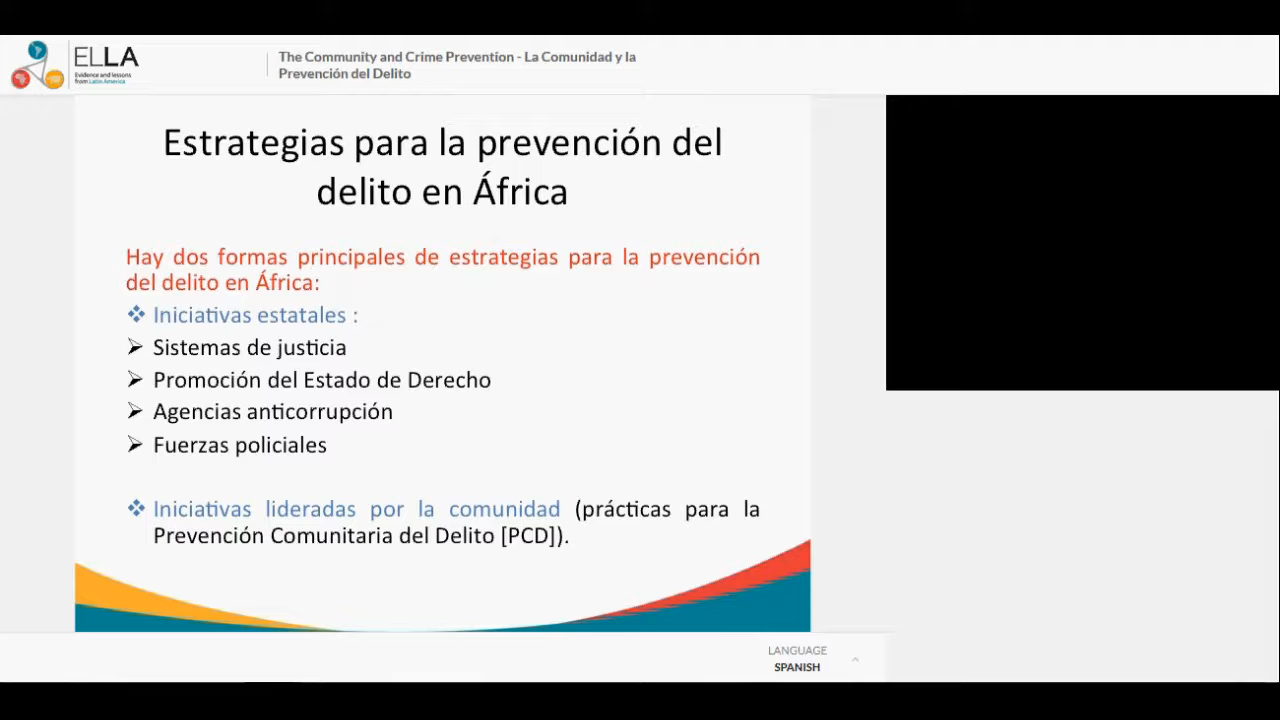 ELLA
Evidence and lessons
from Latin America
The Community and Crime Prevention - La Comunidad y la
Prevención del Delito
Estrategias para la prevención del
delito en África
Hay dos formas principales de estrategias para la prevención
del delito en África:
❖ Iniciativas estatales :
➢ Sistemas de justicia
➢ Promoción del Estado de Derecho
➢ Agencias anticorrupción
➢ Fuerzas policiales
❖ Iniciativas lideradas por la comunidad (prácticas para la
Prevención Comunitaria del Delito [PCD]).
LANGUAGE
SPANISH